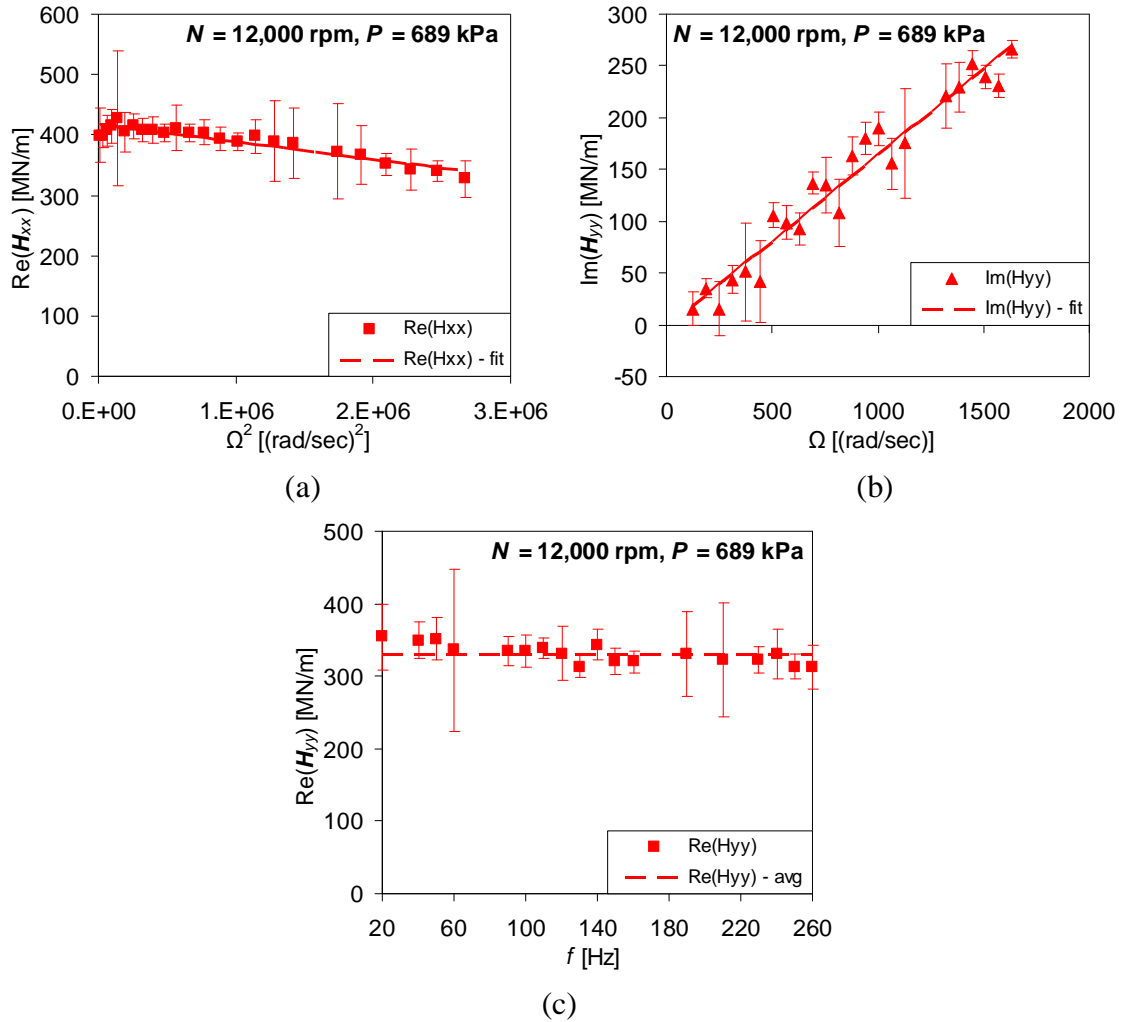 N = 12,000 rpm, P = 689 kPa
600
500
400
300
200
100
0
Re(Hxx) [MN/m]
Re(Hxx)
Re(Hxx) - fit
0.E+00 1.E+06 2.E+06 3.E+06
Ω² [(rad/sec)²]
(a)
N = 12,000 rpm, P = 689 kPa
300
250
200
150
100
50
0
-50
Im(Hyy) [MN/m]
Im(Hyy)
Im(Hyy) - fit
0 500 1000 1500 2000
Ω [(rad/sec)]
(b)
N = 12,000 rpm, P = 689 kPa
500
400
300
200
100
0
Re(Hyy) [MN/m]
Re(Hyy)
Re(Hyy) - avg
20 60 100 140 180 220 260
f [Hz]
(c)